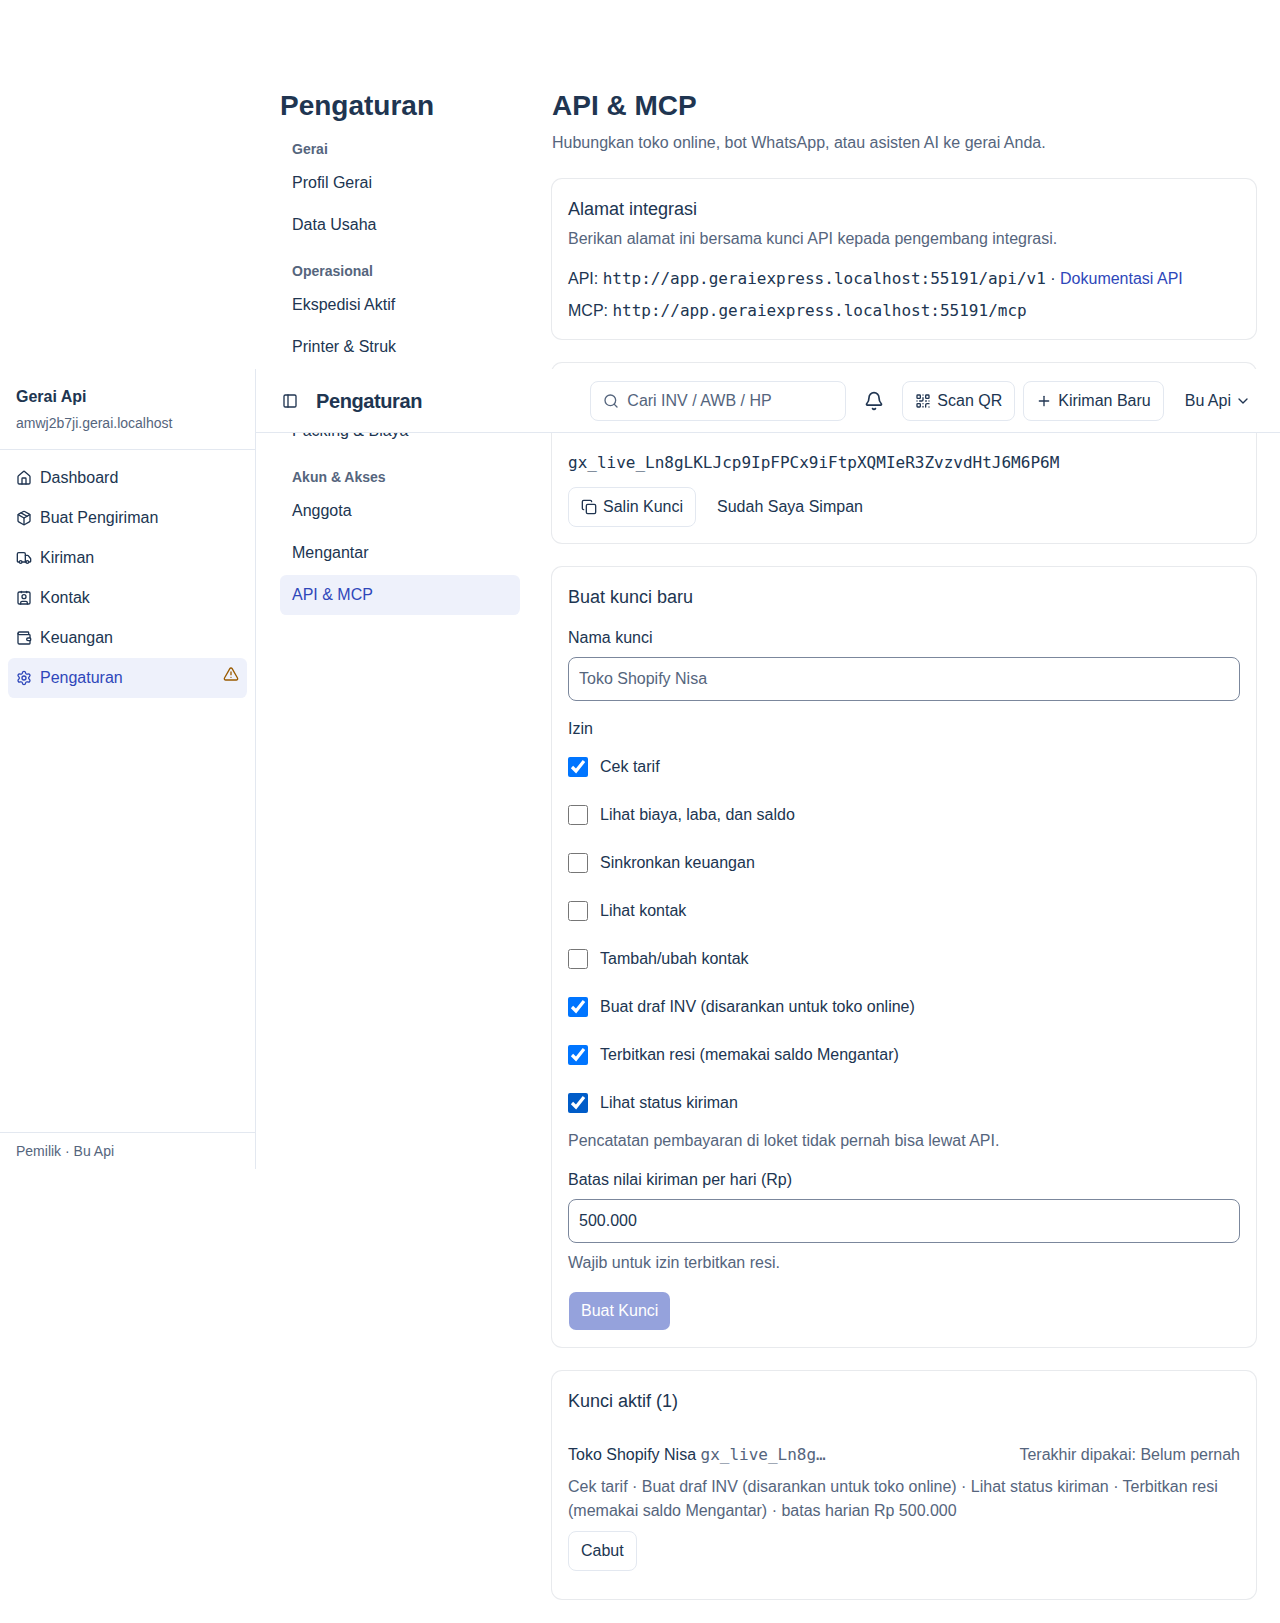 Pengaturan
Gerai
Profil Gerai
Data Usaha
Operasional
Ekspedisi Aktif
Printer & Struk
Packing & Biaya
Akun & Akses
Anggota
Mengantar
API & MCP
API & MCP
Hubungkan toko online, bot WhatsApp, atau asisten AI ke gerai Anda.
Alamat integrasi
Berikan alamat ini bersama kunci API kepada pengembang integrasi.
API: http://app.geraiexpress.localhost:55191/api/v1 · Dokumentasi API
MCP: http://app.geraiexpress.localhost:55191/mcp
Gerai Api
amwj2b7ji.gerai.localhost
Dashboard
Buat Pengiriman
Kiriman
Kontak
Keuangan
Pengaturan
Pemilik · Bu Api
Pengaturan
Cari INV / AWB / HP
Scan QR
Kiriman Baru
Bu Api
gx_live_Ln8gLKLJcp9IpFPCx9iFtpXQMIeR3ZvzvdHtJ6M6P6M
Salin Kunci
Sudah Saya Simpan
Buat kunci baru
Nama kunci
Toko Shopify Nisa
Izin
Cek tarif
Lihat biaya, laba, dan saldo
Sinkronkan keuangan
Lihat kontak
Tambah/ubah kontak
Buat draf INV (disarankan untuk toko online)
Terbitkan resi (memakai saldo Mengantar)
Lihat status kiriman
Pencatatan pembayaran di loket tidak pernah bisa lewat API.
Batas nilai kiriman per hari (Rp)
500.000
Wajib untuk izin terbitkan resi.
Buat Kunci
Kunci aktif (1)
Toko Shopify Nisa gx_live_Ln8g…
Terakhir dipakai: Belum pernah
Cek tarif · Buat draf INV (disarankan untuk toko online) · Lihat status kiriman · Terbitkan resi
(memakai saldo Mengantar) · batas harian Rp 500.000
Cabut